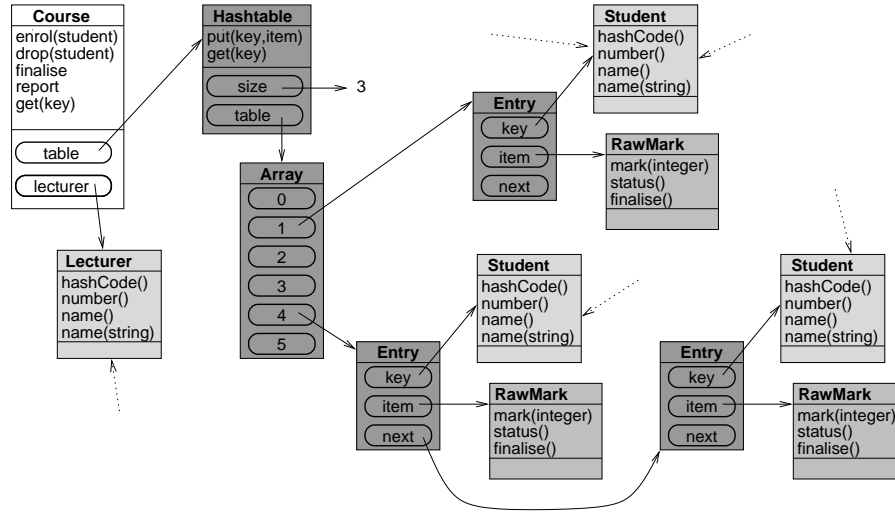 Course
enrol(student)
drop(student)
finalise
report
get(key)
table
lecturer
Hashtable
put(key,item)
get(key)
size
3
table
Array
0
1
2
3
4
5
Lecturer
hashCode()
number()
name()
name(string)
Entry
key
item
next
Student
hashCode()
number()
name()
name(string)
RawMark
mark(integer)
status()
finalise()
Entry
key
item
next
Student
hashCode()
number()
name()
name(string)
RawMark
mark(integer)
status()
finalise()
Entry
key
item
next
Student
hashCode()
number()
name()
name(string)
RawMark
mark(integer)
status()
finalise()